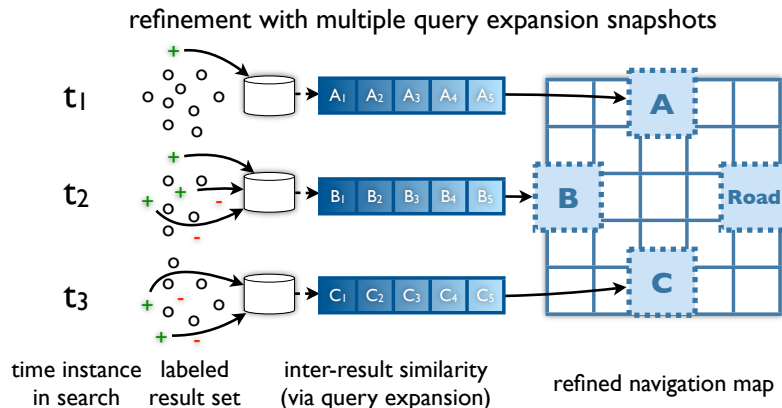 refinement with multiple query expansion snapshots
+
t1
A1 A2 A3 A4 A5
A
+
t2
+
+
-
B1 B2 B3 B4 B5
B
Road
-
t3
+
-
C1 C2 C3 C4 C5
C
+
-
time instance
in search
labeled
result set
inter-result similarity
(via query expansion)
refined navigation map